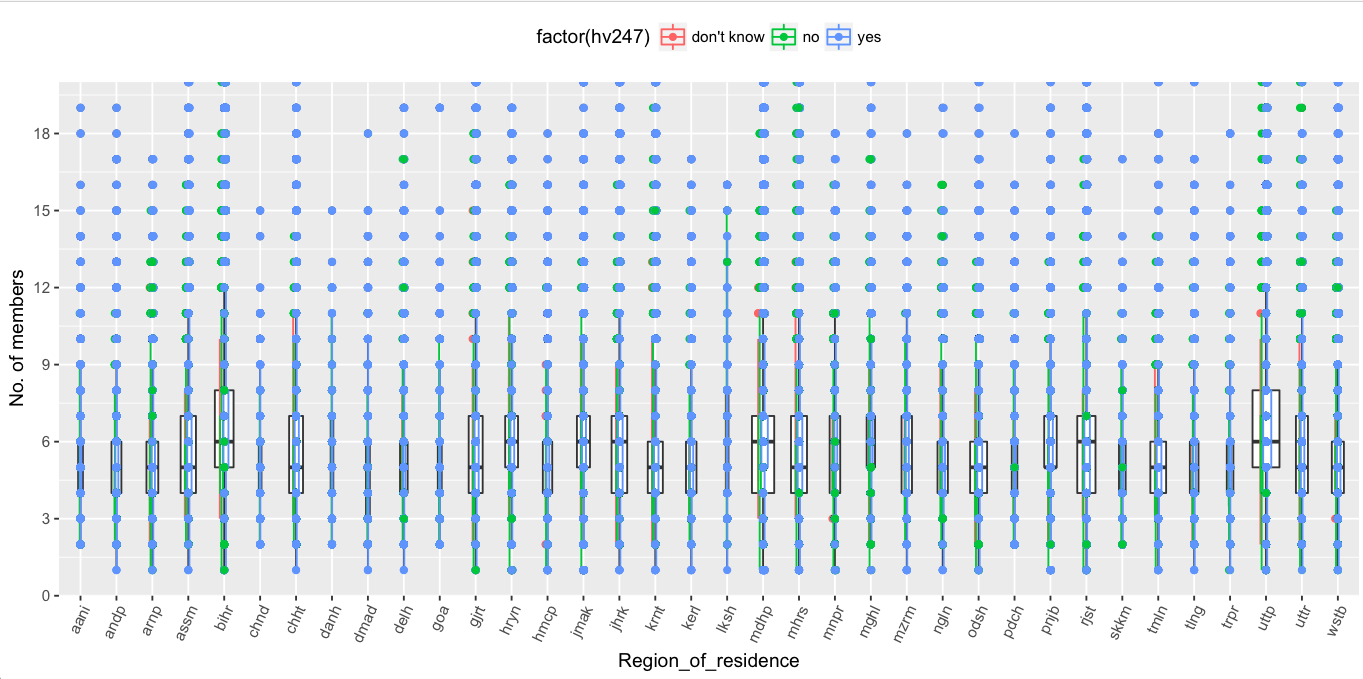 factor(hv247) don't know no yes
No. of members
18
15
12
9
6
3
0
aani andp arnp assm bihr chnd chht danh dmad delh goa gjrt hryn hmcp jmak jhrk krnt kerl lksh mdhp mhrs mnpr mghl mzrm ngln odsh pdch pnjb rjst skkm tmln tlng trpr uttp uttr wstb
Region_of_residence